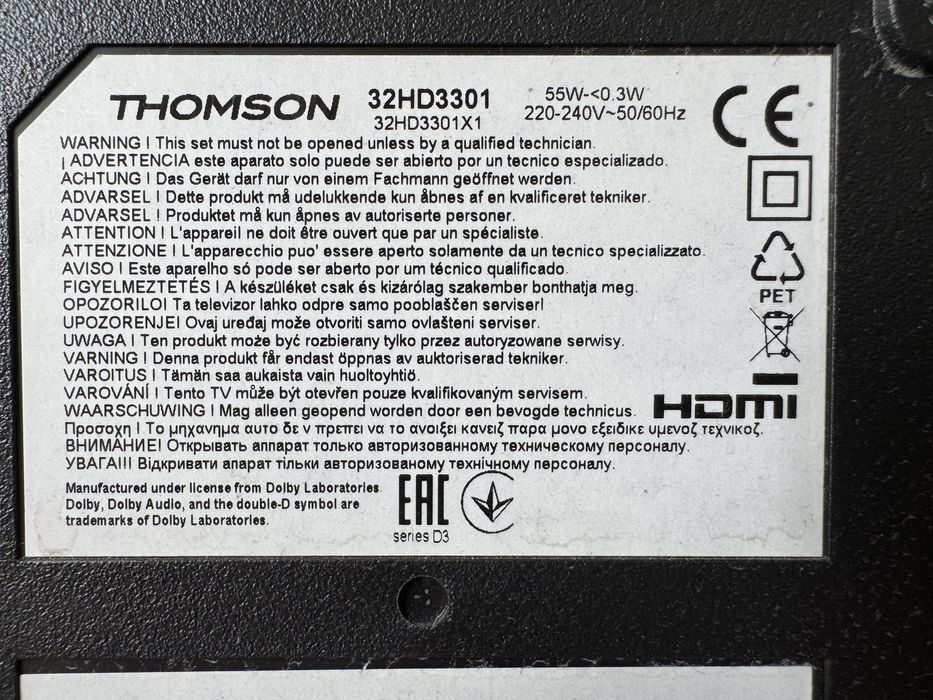 THOMSON 32HD3301 55W-<0.3W
32HD3301X1 220-240V~50/60Hz
WARNING ! This set must not be opened unless by a qualified technician.
¡ ADVERTENCIA este aparato solo puede ser abierto por un tecnico especializado.
ACHTUNG ! Das Gerät darf nur von einem Fachmann geöffnet werden.
ADVARSEL ! Dette produkt må udelukkende kun åbnes af en kvalificeret tekniker.
ADVARSEL ! Produktet må kun åpnes av autoriserte personer.
ATTENTION ! L'appareil ne doit être ouvert que par un spécialiste.
ATTENZIONE ! L'apparecchio puo' essere aperto solamente da un tecnico specializzato.
AVISO ! Este aparelho só pode ser aberto por um técnico qualificado.
FIGYELMEZTETÉS ! A készüléket csak és kizárólag szakember bonthatja meg.
OPOZORILO! Ta televizor lahko odpre samo pooblaščen serviser!
UPOZORENJE! Ovaj uređaj može otvoriti samo ovlašteni serviser.
UWAGA ! Ten produkt może być rozbierany tylko przez autoryzowane serwisy.
VARNING ! Denna produkt får endast öppnas av auktoriserad tekniker.
VAROITUS ! Tämän saa aukaista vain huoltoyhtiö.
VAROVÁNÍ ! Tento TV může být otevřen pouze kvalifikovaným servisem.
WAARSCHUWING ! Mag alleen geopend worden door een bevogde technicus.
Προσοχη ! Το μηχανημα αυτο δε ν πρεπει να το ανοιξει κανειζ παρα μονο εξειδικε υμενοζ τεχνικοζ.
ВНИМАНИЕ! Открывать аппарат только авторизованному техническому персоналу.
УВАГА!!! Відкривати апарат тільки авторизованому технічному персоналу.
Manufactured under license from Dolby Laboratories.
Dolby, Dolby Audio, and the double-D symbol are
trademarks of Dolby Laboratories.
EAC
series D3
CE
PET
HDMI